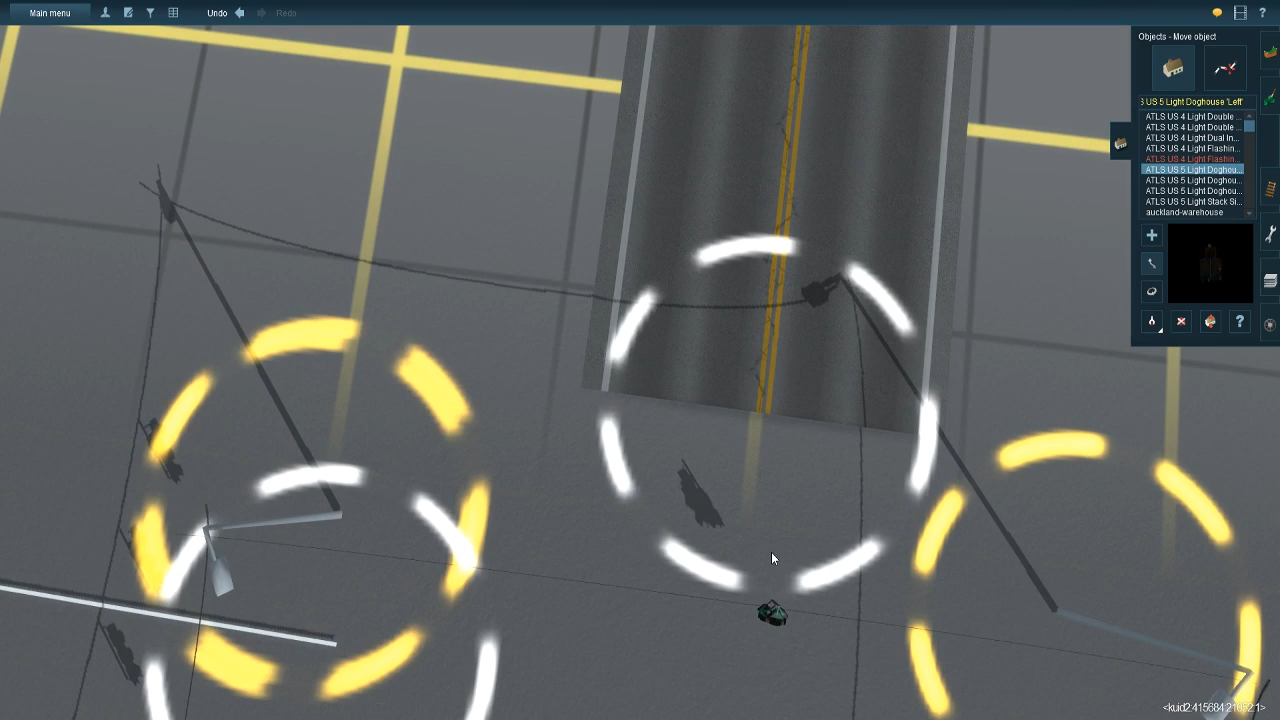 Main menu
Undo
Redo
?
Objects - Move object
3 US 5 Light Doghouse 'Left'
ATLS US 4 Light Double ...
ATLS US 4 Light Double ...
ATLS US 4 Light Dual In...
ATLS US 4 Light Flashin...
ATLS US 4 Light Flashin...
ATLS US 5 Light Doghou...
ATLS US 5 Light Doghou...
ATLS US 5 Light Doghou...
ATLS US 5 Light Stack Si...
auckland-warehouse
?